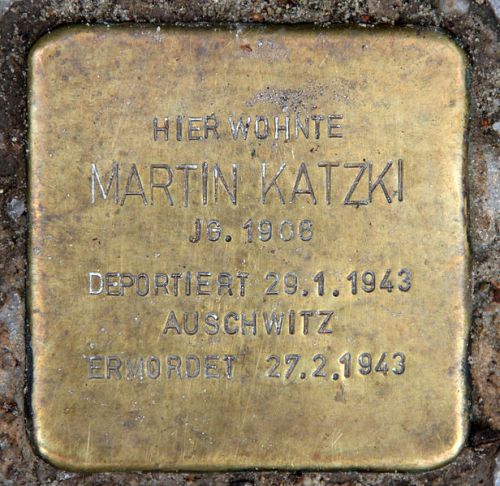 HIER WOHNTE
MARTIN KATZKI
JG. 1908
DEPORTIERT 29.1.1943
AUSCHWITZ
ERMORDET 27.2.1943